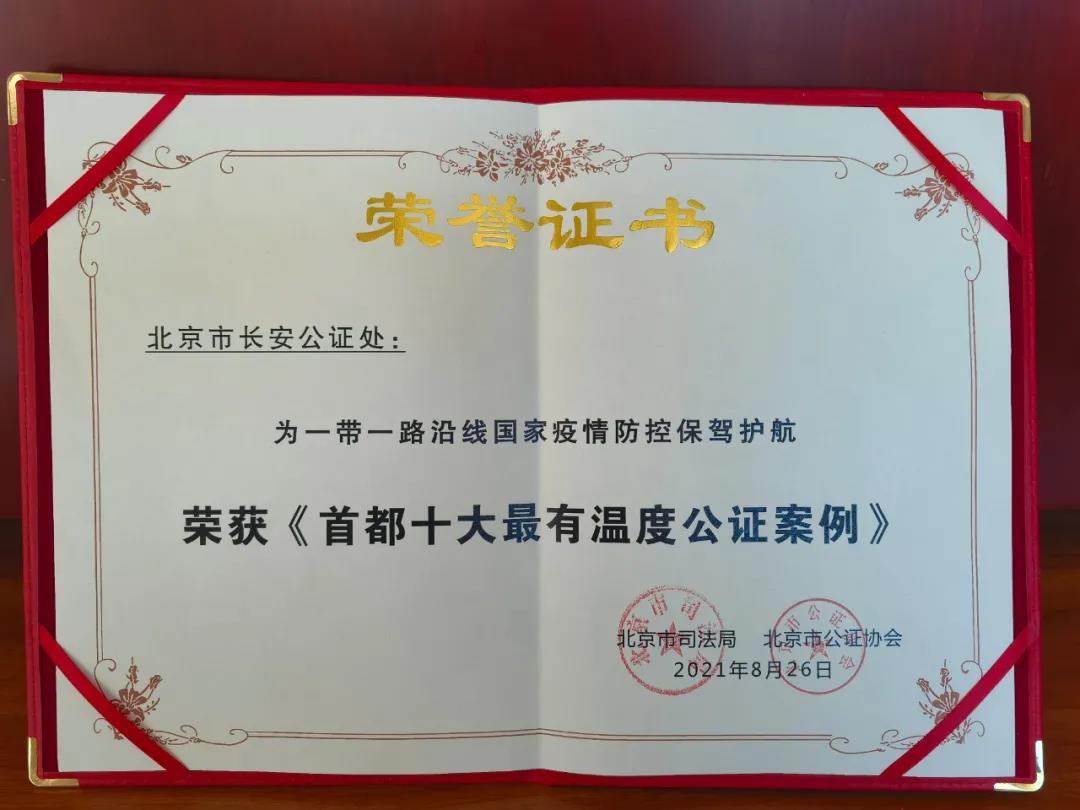 荣誉证书
北京市长安公证处：
为一带一路沿线国家疫情防控保驾护航
荣获《首都十大最有温度公证案例》
北京市司法局 北京市公证协会
2021年8月26日